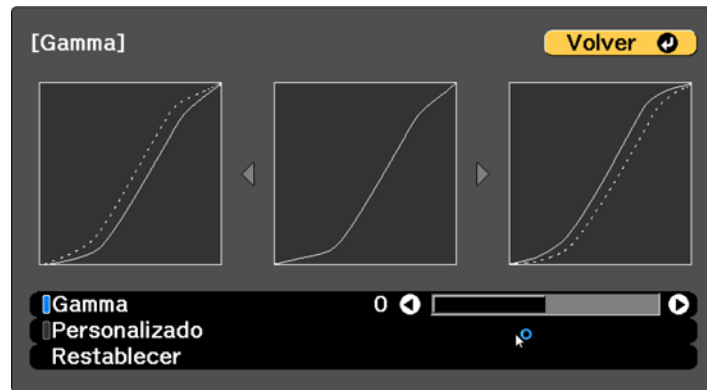 [Gamma]
Volver
Gamma 0
Personalizado
Restablecer